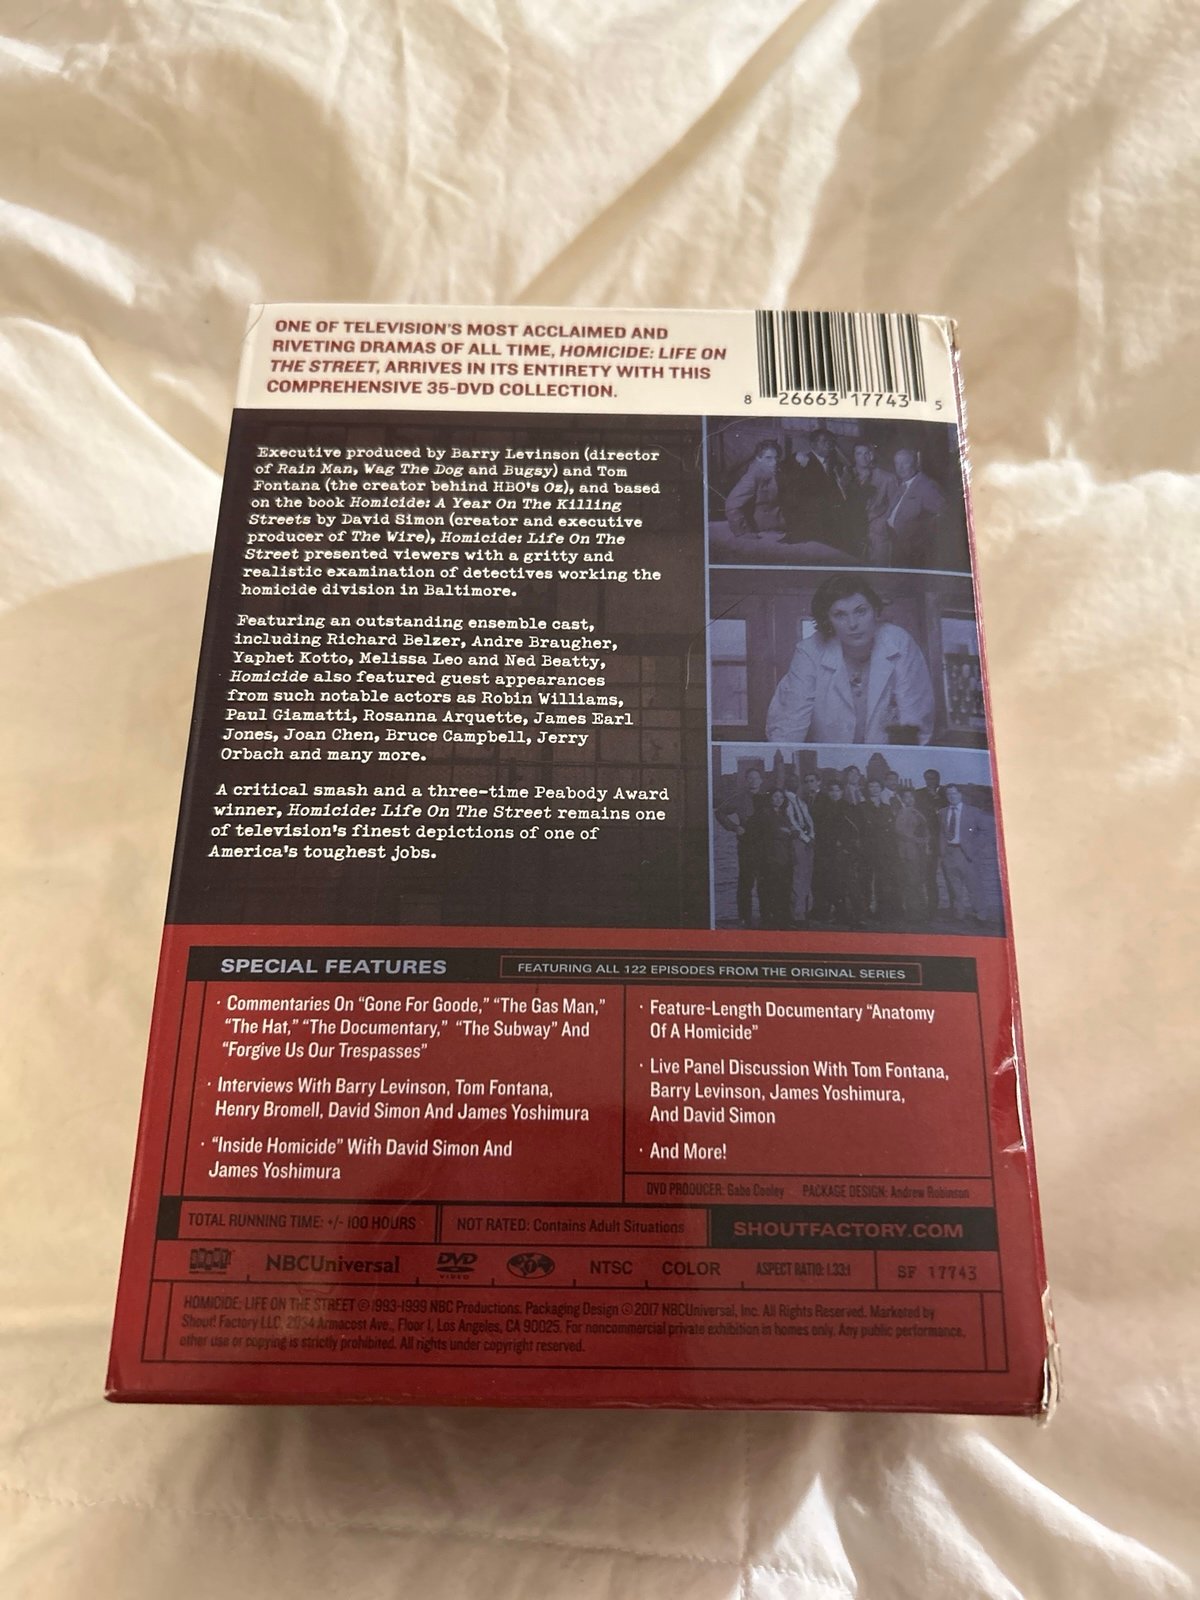 ONE OF TELEVISION'S MOST ACCLAIMED AND
RIVETING DRAMAS OF ALL TIME, HOMICIDE: LIFE ON
THE STREET, ARRIVES IN ITS ENTIRETY WITH THIS
COMPREHENSIVE 35-DVD COLLECTION.
8 26663 17743 5
Executive produced by Barry Levinson (director
of Rain Man, Wag The Dog and Bugsy) and Tom
Fontana (the creator behind HBO's Oz), and based
on the book Homicide: A Year On The Killing
Streets by David Simon (creator and executive
producer of The Wire), Homicide: Life On The
Street presented viewers with a gritty and
realistic examination of detectives working the
homicide division in Baltimore.
Featuring an outstanding ensemble cast,
including Richard Belzer, Andre Braugher,
Yaphet Kotto, Melissa Leo and Ned Beatty,
Homicide also featured guest appearances
from such notable actors as Robin Williams,
Paul Giamatti, Rosanna Arquette, James Earl
Jones, Joan Chen, Bruce Campbell, Jerry
Orbach and many more.
A critical smash and a three-time Peabody Award
winner, Homicide: Life On The Street remains one
of television's finest depictions of one of
America's toughest jobs.
SPECIAL FEATURES
FEATURING ALL 122 EPISODES FROM THE ORIGINAL SERIES
· Commentaries On "Gone For Goode," "The Gas Man,"
"The Hat," "The Documentary," "The Subway" And
"Forgive Us Our Trespasses"
· Interviews With Barry Levinson, Tom Fontana,
Henry Bromell, David Simon And James Yoshimura
· "Inside Homicide" With David Simon And
James Yoshimura
· Feature-Length Documentary "Anatomy
Of A Homicide"
· Live Panel Discussion With Tom Fontana,
Barry Levinson, James Yoshimura,
And David Simon
· And More!
DVD PRODUCER: Gabe Cooley PACKAGE DESIGN: Andrew Robinson
TOTAL RUNNING TIME: +/- 100 HOURS
NOT RATED: Contains Adult Situations
SHOUTFACTORY.COM
SHOUT! NBCUniversal DVD VIDEO 1 NTSC COLOR ASPECT RATIO: 1.33:1 SF 17743
HOMICIDE: LIFE ON THE STREET © 1993-1999 NBC Productions. Packaging Design © 2017 NBCUniversal, Inc. All Rights Reserved. Marketed by
Shout! Factory LLC, 2034 Armacost Ave., Floor 1, Los Angeles, CA 90025. For noncommercial private exhibition in homes only. Any public performance,
other use or copying is strictly prohibited. All rights under copyright reserved.